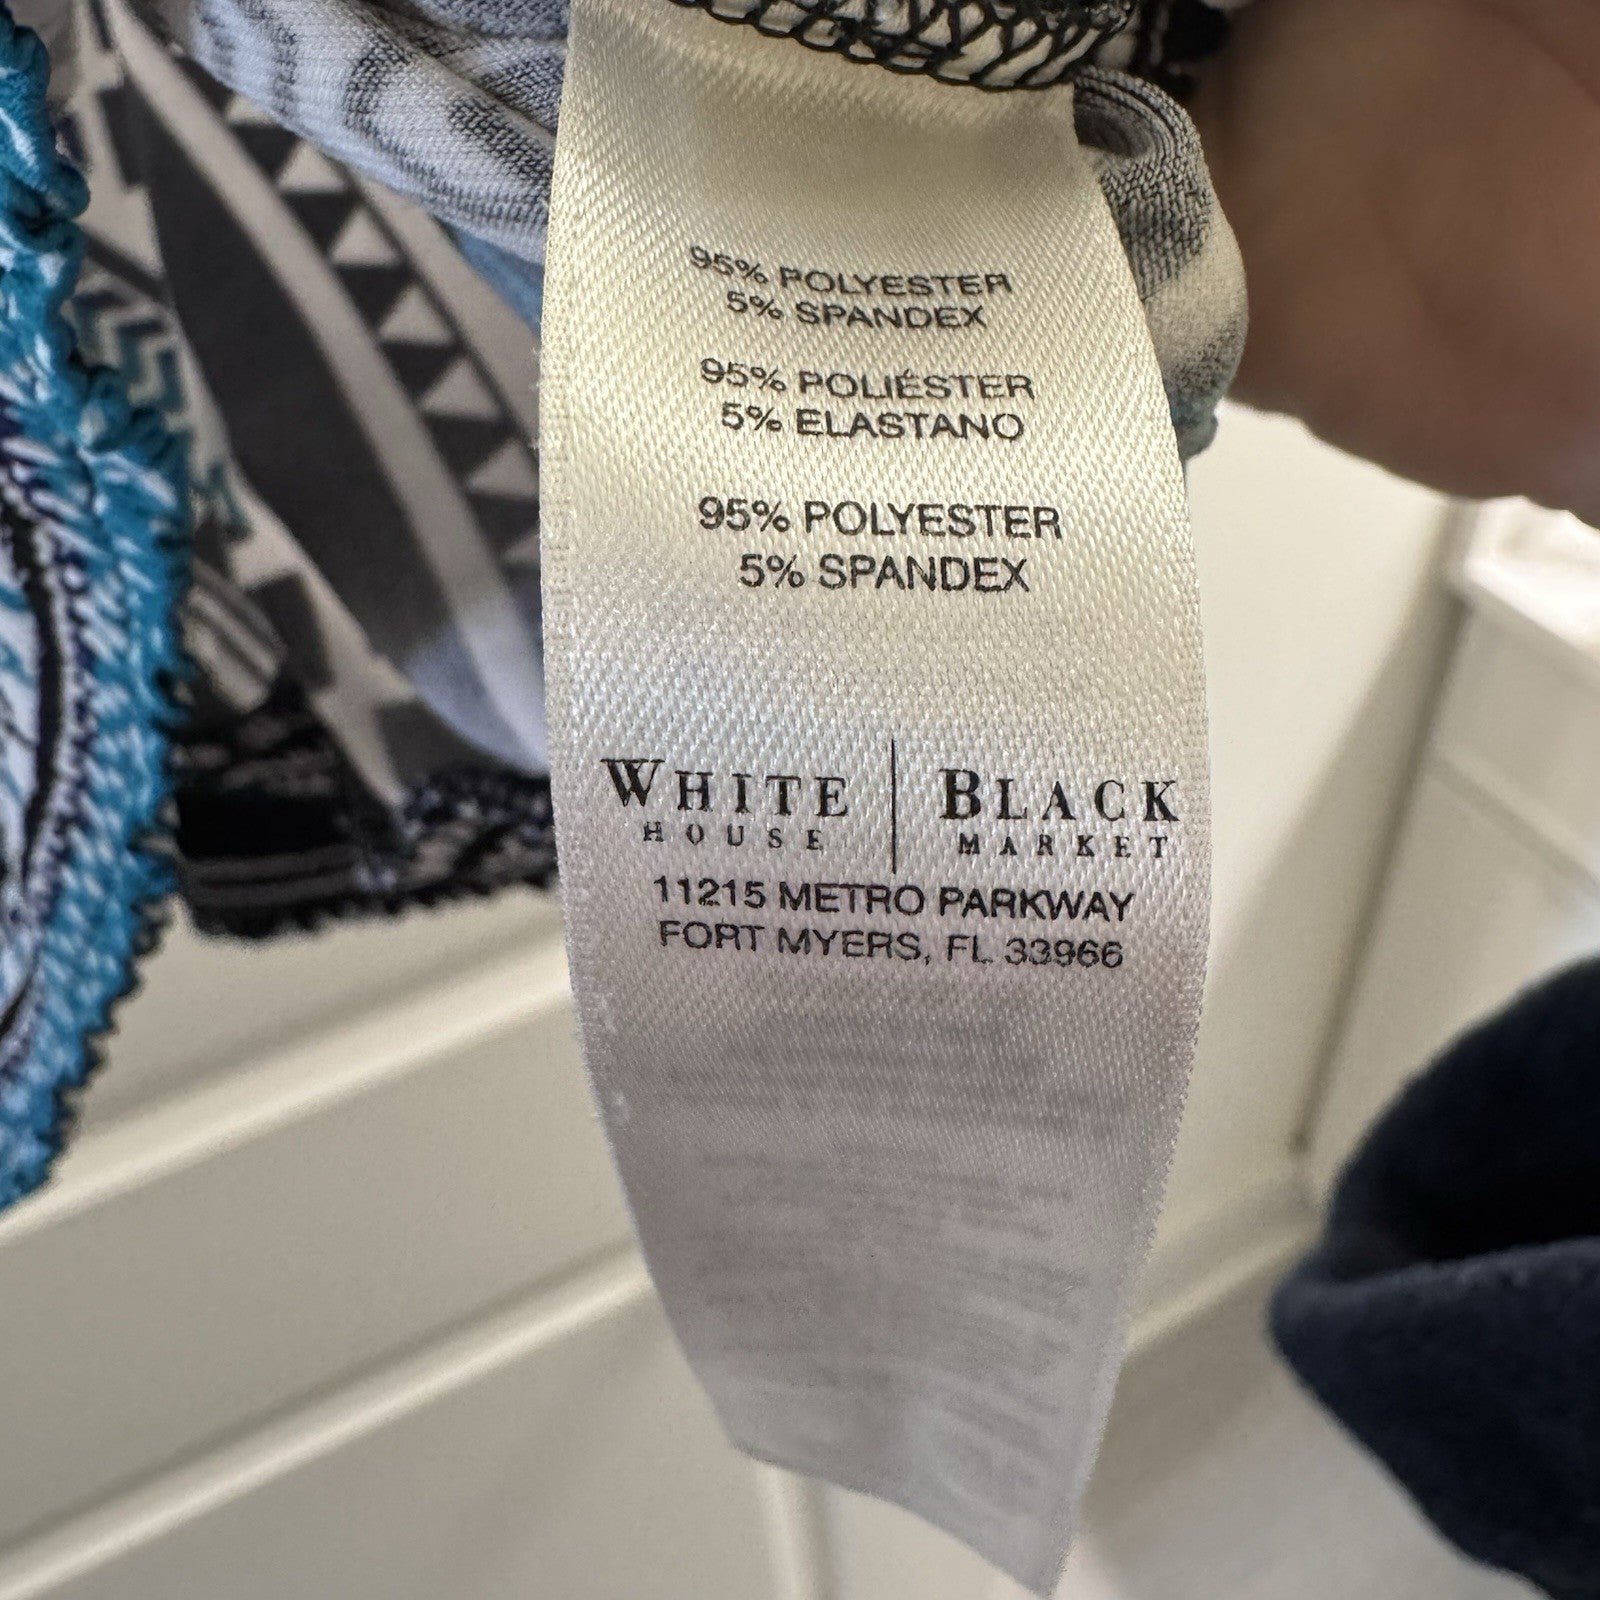 95% POLYESTER
5% SPANDEX
95% POLIÉSTER
5% ELASTANO
95% POLYESTER
5% SPANDEX
WHITE | BLACK
HOUSE MARKET
11215 METRO PARKWAY
FORT MYERS, FL 33966